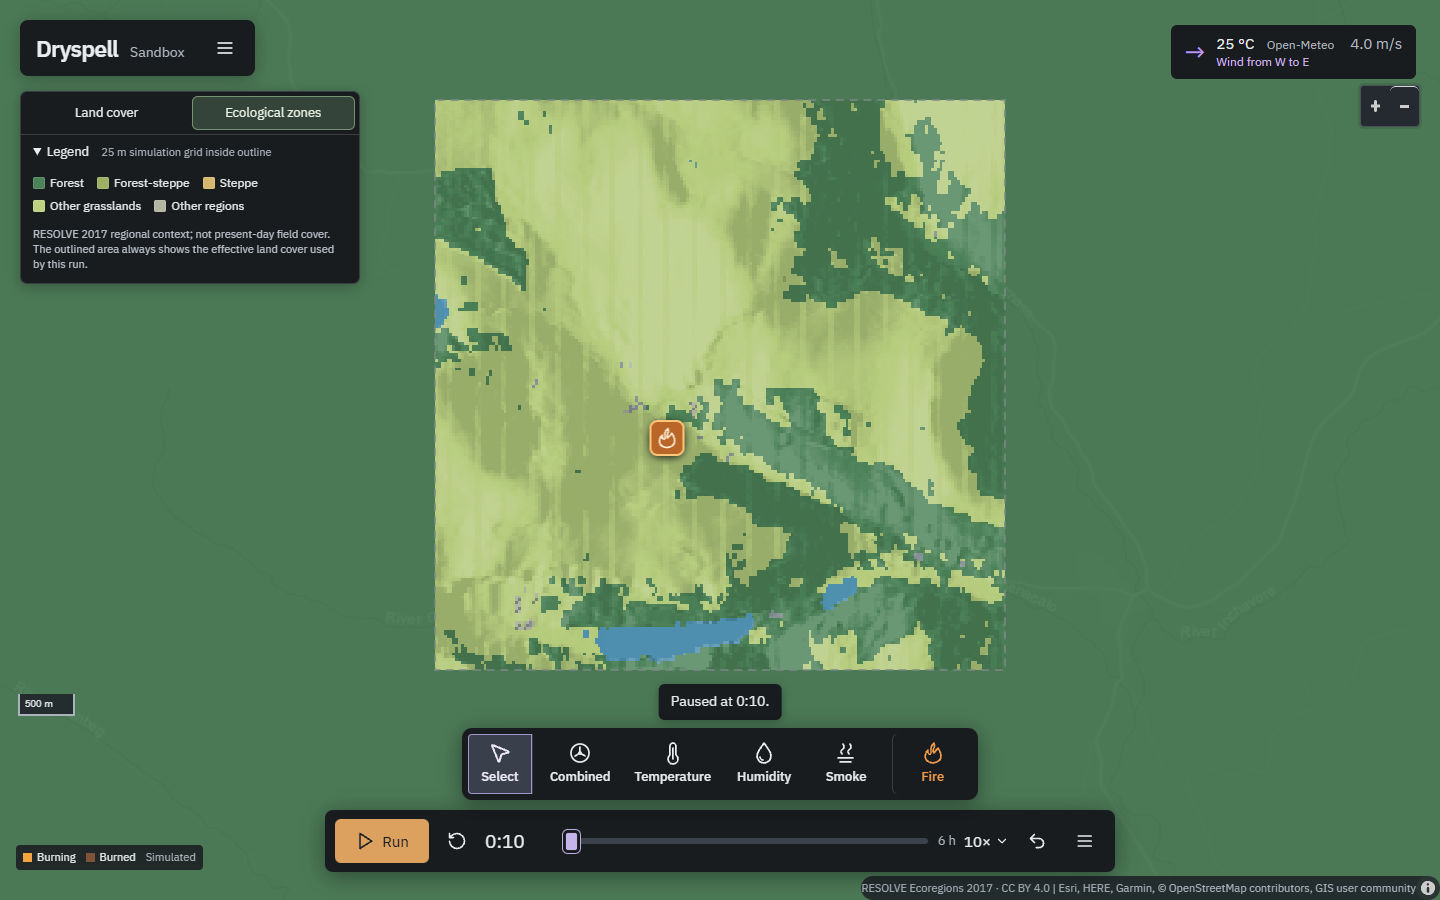 Dryspell Sandbox
25 °C Open-Meteo 4.0 m/s
Wind from W to E
+ −
Land cover Ecological zones
▼ Legend 25 m simulation grid inside outline
Forest Forest-steppe Steppe
Other grasslands Other regions
RESOLVE 2017 regional context; not present-day field cover.
The outlined area always shows the effective land cover used
by this run.
River
River
500 m
Paused at 0:10.
Select Combined Temperature Humidity Smoke Fire
Run 0:10 6 h 10×
Burning Burned Simulated
RESOLVE Ecoregions 2017 · CC BY 4.0 | Esri, HERE, Garmin, © OpenStreetMap contributors, GIS user community